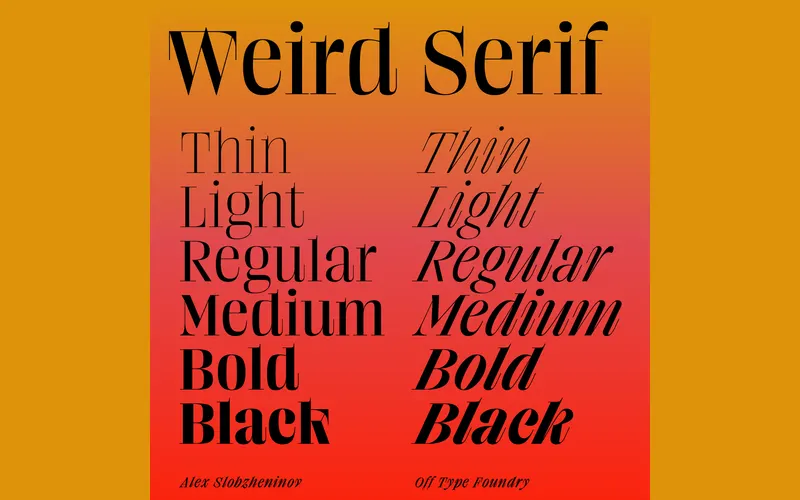 Weird Serif
Thin
Light
Regular
Medium
Bold
Black
Thin
Light
Regular
Medium
Bold
Black
Alex Slobzheninov
Off Type Foundry